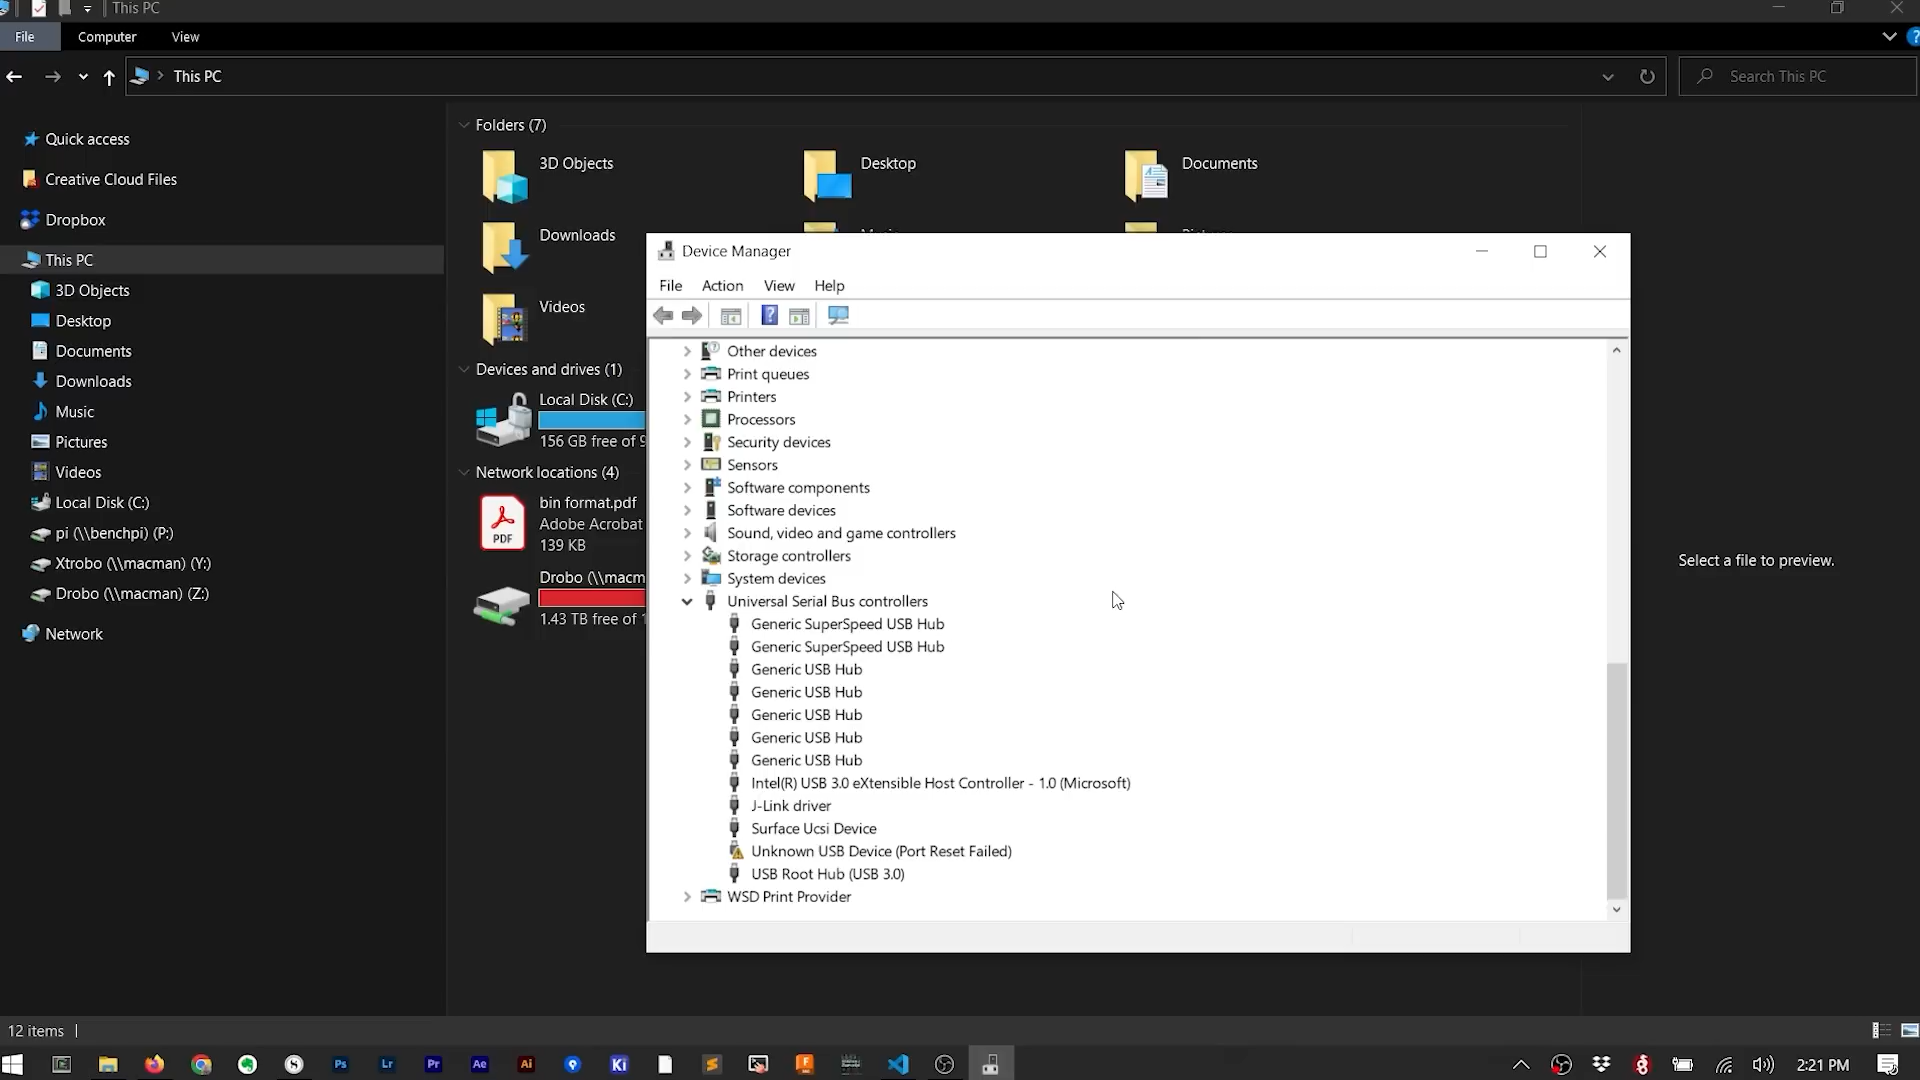 This PC
File
Computer
View
This PC
Search This PC
Quick access
Creative Cloud Files
Dropbox
This PC
3D Objects
Desktop
Documents
Downloads
Music
Pictures
Videos
Local Disk (C:)
pi (\\benchpi) (P:)
Xtrobo (\\macman) (Y:)
Drobo (\\macman) (Z:)
Network
Folders (7)
3D Objects
Desktop
Documents
Downloads
Videos
Devices and drives (1)
Local Disk (C:)
156 GB free of 9
Network locations (4)
bin format.pdf
Adobe Acrobat
139 KB
PDF
Drobo (\\macm
1.43 TB free of 1
Device Manager
File
Action
View
Help
Other devices
Print queues
Printers
Processors
Security devices
Sensors
Software components
Software devices
Sound, video and game controllers
Storage controllers
System devices
Universal Serial Bus controllers
Generic SuperSpeed USB Hub
Generic SuperSpeed USB Hub
Generic USB Hub
Generic USB Hub
Generic USB Hub
Generic USB Hub
Generic USB Hub
Intel(R) USB 3.0 eXtensible Host Controller - 1.0 (Microsoft)
J-Link driver
Surface Ucsi Device
Unknown USB Device (Port Reset Failed)
USB Root Hub (USB 3.0)
WSD Print Provider
Select a file to preview.
12 items
Ps
Lr
Pr
Ae
Ai
Ki
2:21 PM